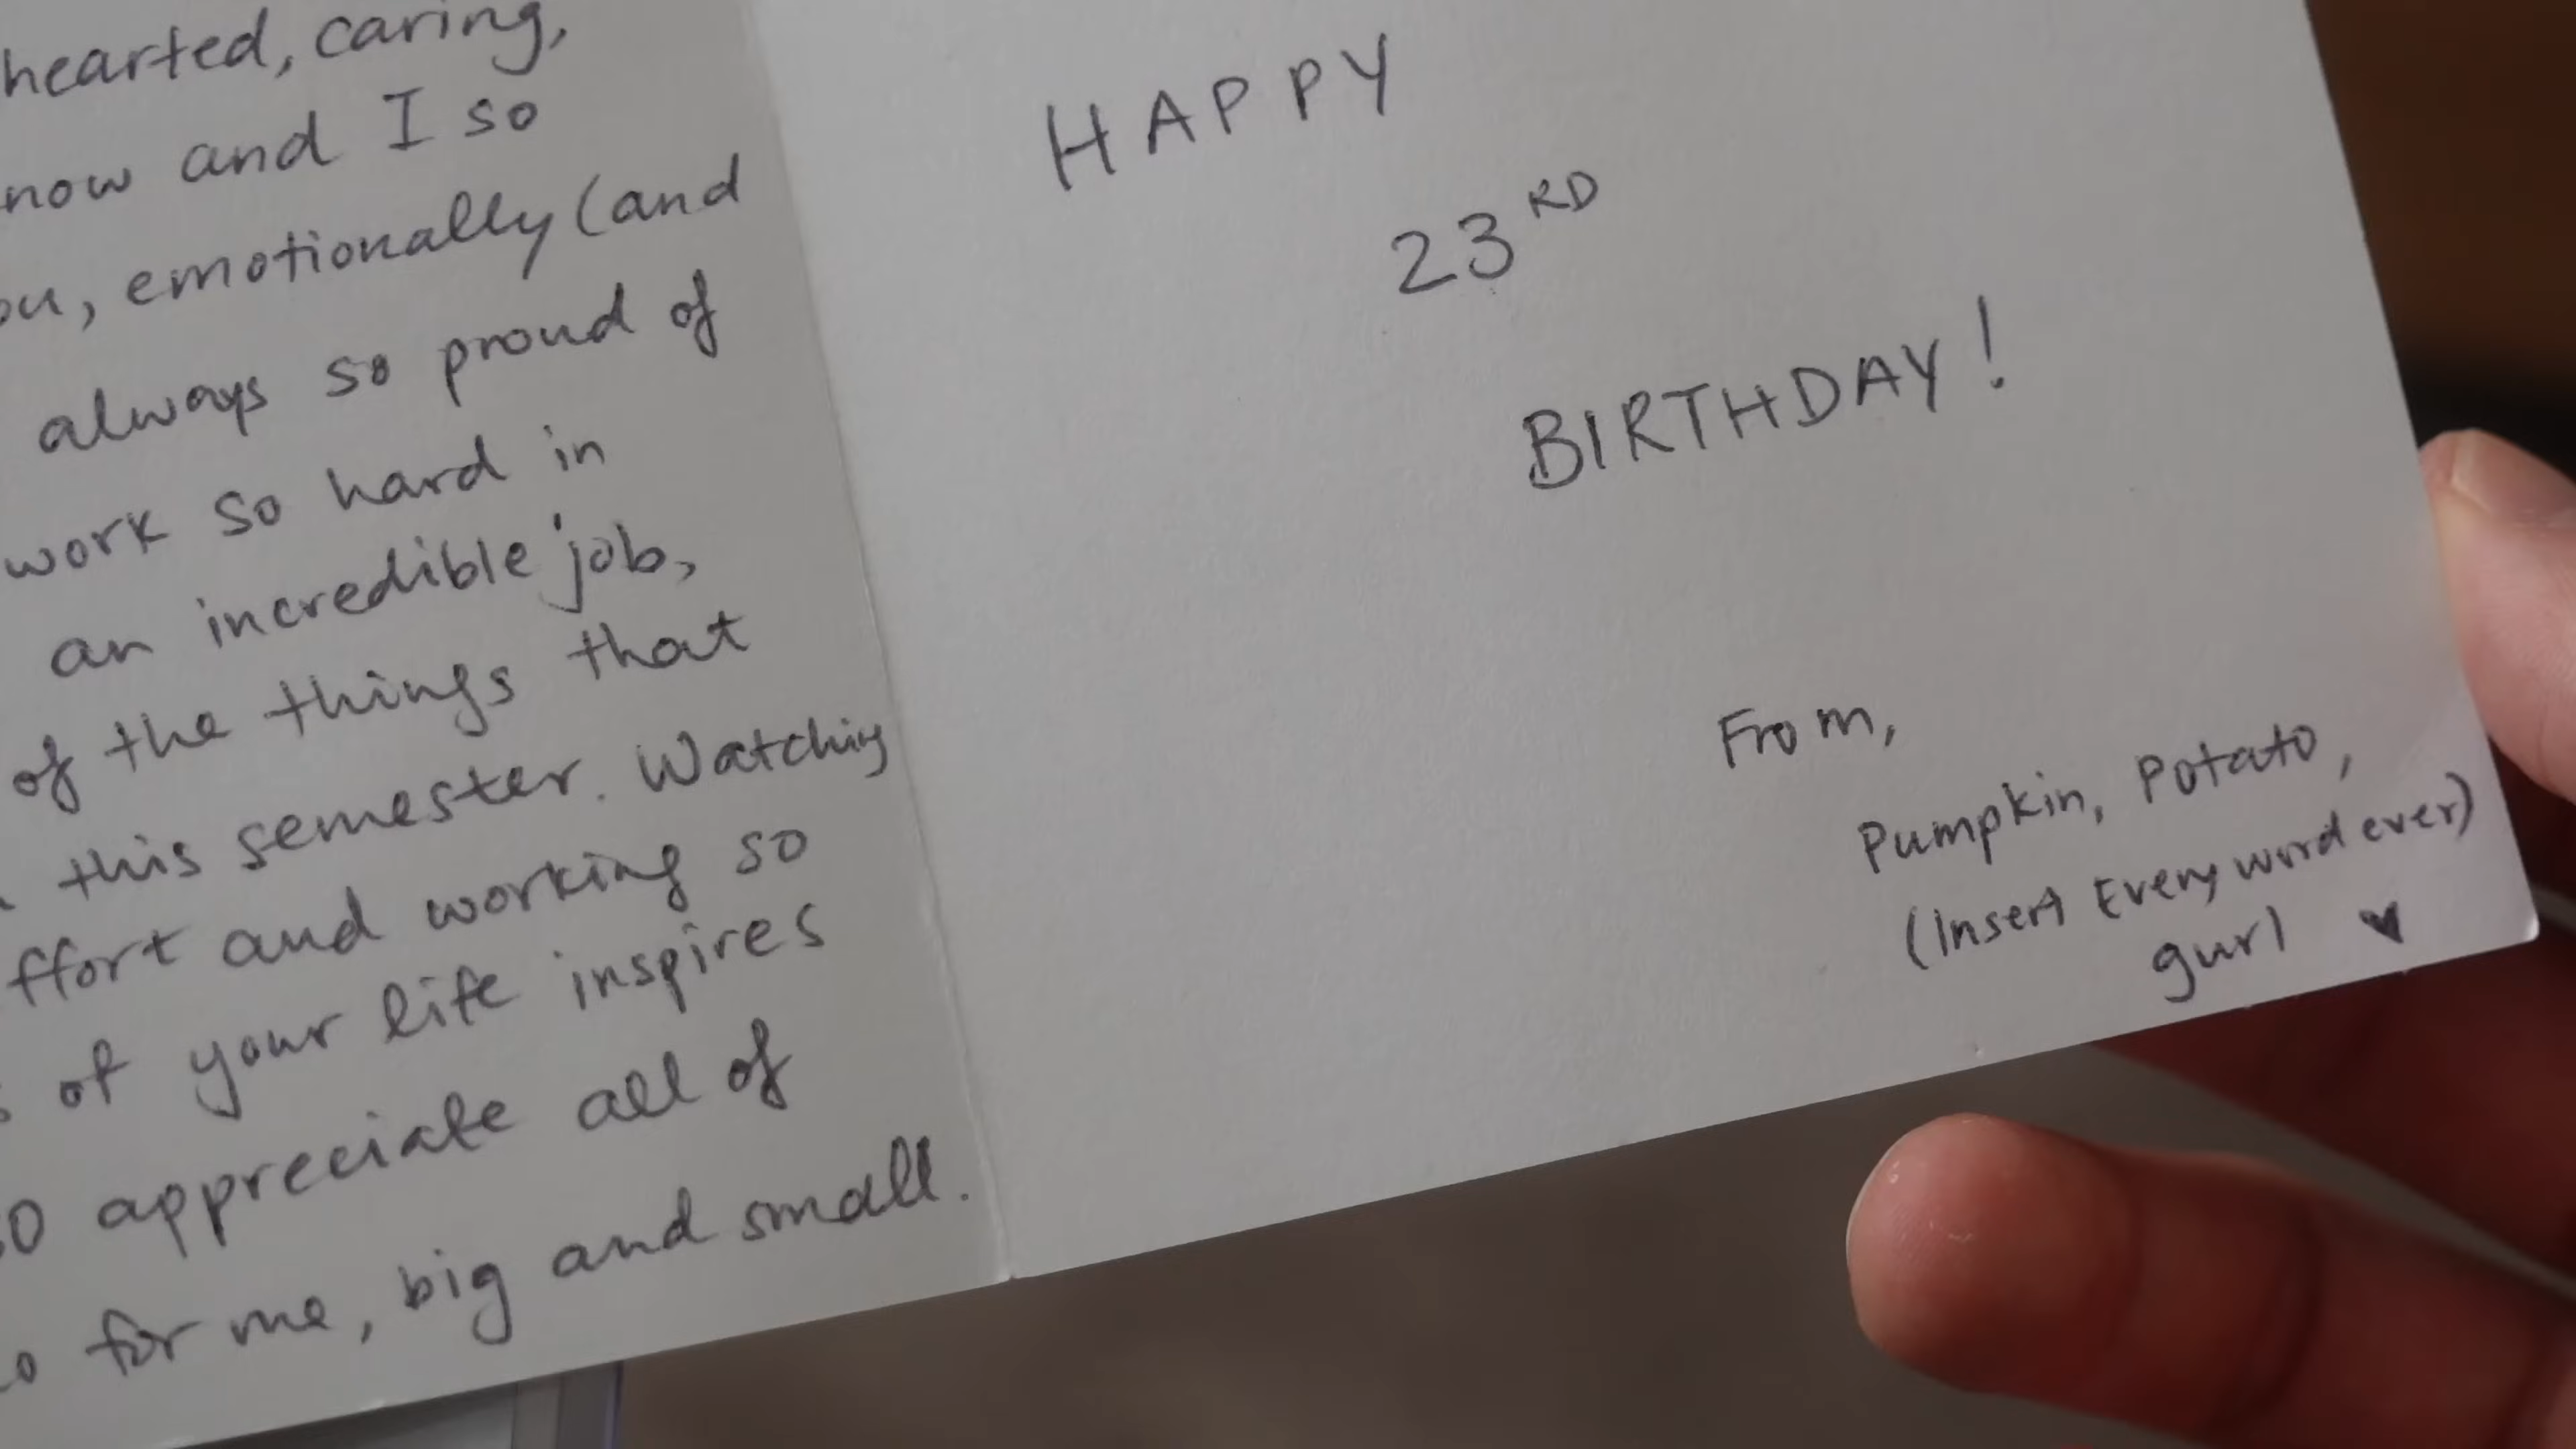 hearted, caring,
now and I so
ou, emotionally (and
always so proud of
work so hard in
an incredible job,
of the things that
this semester. Watching
ffort and working so
of your life inspires
so appreciate all of
o for me, big and small.
HAPPY
23RD
BIRTHDAY!
From,
Pumpkin, Potato,
(Insert Every word ever)
gurl ♥